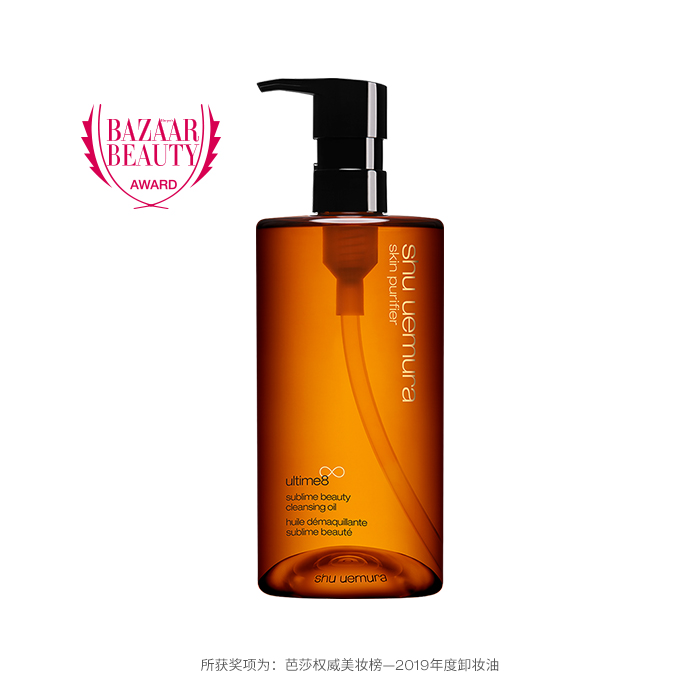 Harper's
BAZAAR
BEAUTY
AWARD
shu uemura
skin purifier
ultime8∞
sublime beauty
cleansing oil
huile démaquillante
sublime beauté
shu uemura
所获奖项为：芭莎权威美妆榜—2019年度卸妆油